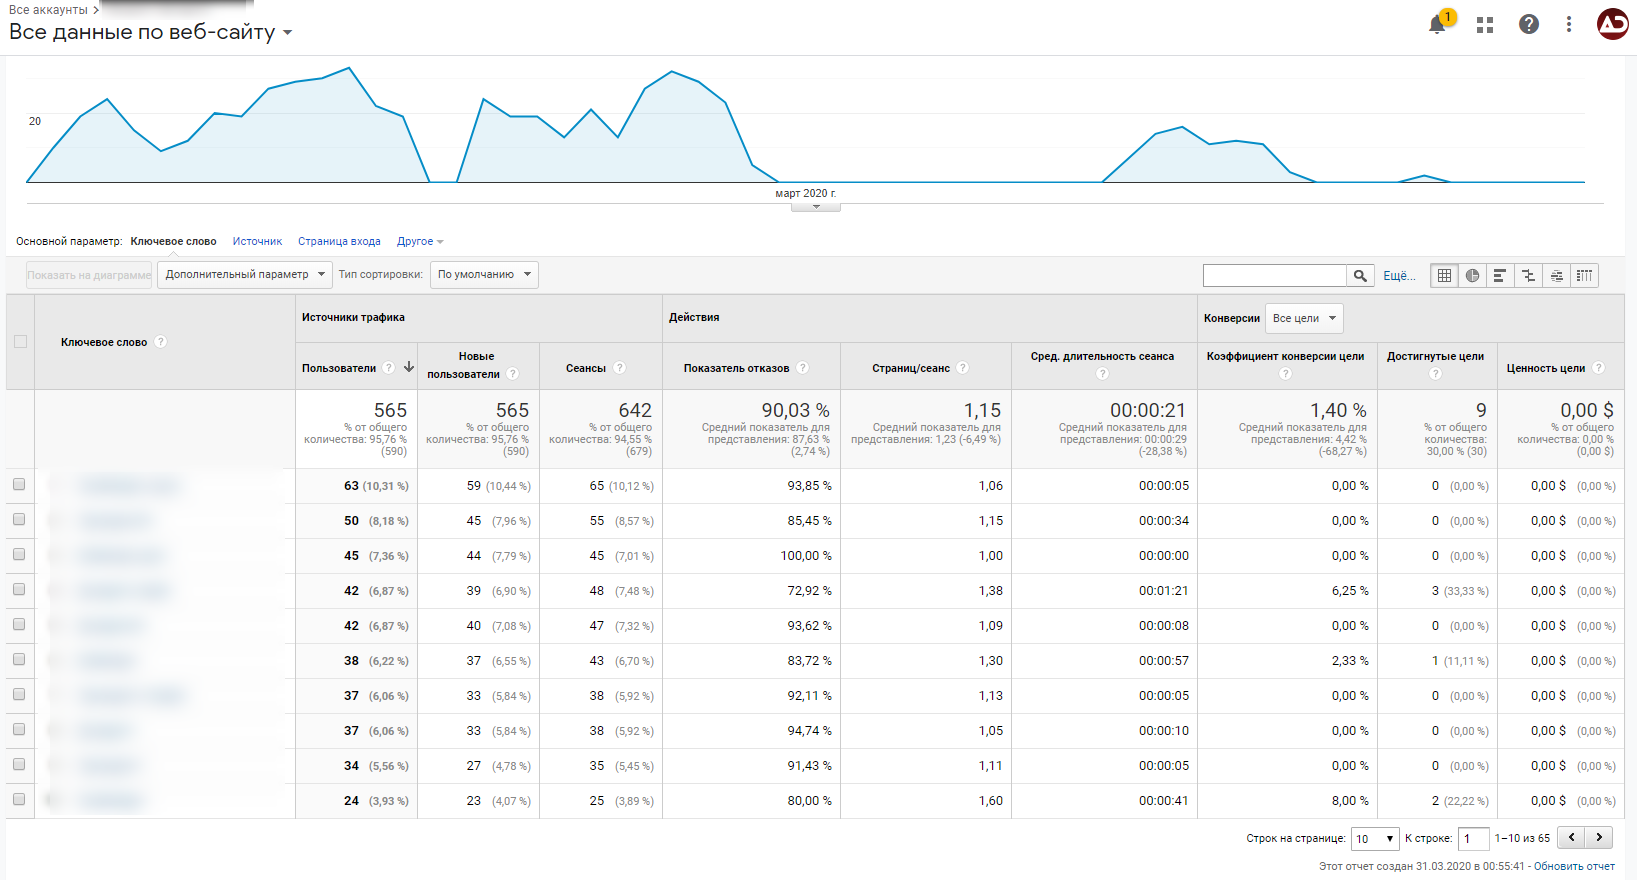 Все аккаунты >
Все данные по веб-сайту
1
20
март 2020 г.
Основной параметр: Ключевое слово Источник Страница входа Другое
Показать на диаграмме Дополнительный параметр Тип сортировки: По умолчанию Ещё...
Источники трафика Действия Конверсии Все цели
Ключевое слово ?
Пользователи ? Новые пользователи ? Сеансы ? Показатель отказов ? Страниц/сеанс ? Сред. длительность сеанса ? Коэффициент конверсии цели ? Достигнутые цели ? Ценность цели ?
565 565 642 90,03 % 1,15 00:00:21 1,40 % 9 0,00 $
% от общего % от общего % от общего Средний показатель для Средний показатель для Средний показатель для Средний показатель для % от общего % от общего
количества: 95,76 % количества: 95,76 % количества: 94,55 % представления: 87,63 % представления: 1,23 (-6,49 %) представления: 00:00:29 представления: 4,42 % количества: количества: 0,00 %
(590) (590) (679) (2,74 %) (-28,38 %) (-68,27 %) 30,00 % (30) (0,00 $)
63 (10,31 %) 59 (10,44 %) 65 (10,12 %) 93,85 % 1,06 00:00:05 0,00 % 0 (0,00 %) 0,00 $ (0,00 %)
50 (8,18 %) 45 (7,96 %) 55 (8,57 %) 85,45 % 1,15 00:00:34 0,00 % 0 (0,00 %) 0,00 $ (0,00 %)
45 (7,36 %) 44 (7,79 %) 45 (7,01 %) 100,00 % 1,00 00:00:00 0,00 % 0 (0,00 %) 0,00 $ (0,00 %)
42 (6,87 %) 39 (6,90 %) 48 (7,48 %) 72,92 % 1,38 00:01:21 6,25 % 3 (33,33 %) 0,00 $ (0,00 %)
42 (6,87 %) 40 (7,08 %) 47 (7,32 %) 93,62 % 1,09 00:00:08 0,00 % 0 (0,00 %) 0,00 $ (0,00 %)
38 (6,22 %) 37 (6,55 %) 43 (6,70 %) 83,72 % 1,30 00:00:57 2,33 % 1 (11,11 %) 0,00 $ (0,00 %)
37 (6,06 %) 33 (5,84 %) 38 (5,92 %) 92,11 % 1,13 00:00:05 0,00 % 0 (0,00 %) 0,00 $ (0,00 %)
37 (6,06 %) 33 (5,84 %) 38 (5,92 %) 94,74 % 1,05 00:00:10 0,00 % 0 (0,00 %) 0,00 $ (0,00 %)
34 (5,56 %) 27 (4,78 %) 35 (5,45 %) 91,43 % 1,11 00:00:05 0,00 % 0 (0,00 %) 0,00 $ (0,00 %)
24 (3,93 %) 23 (4,07 %) 25 (3,89 %) 80,00 % 1,60 00:00:41 8,00 % 2 (22,22 %) 0,00 $ (0,00 %)
Строк на странице: 10 К строке: 1 1–10 из 65
Этот отчет создан 31.03.2020 в 00:55:41 - Обновить отчет